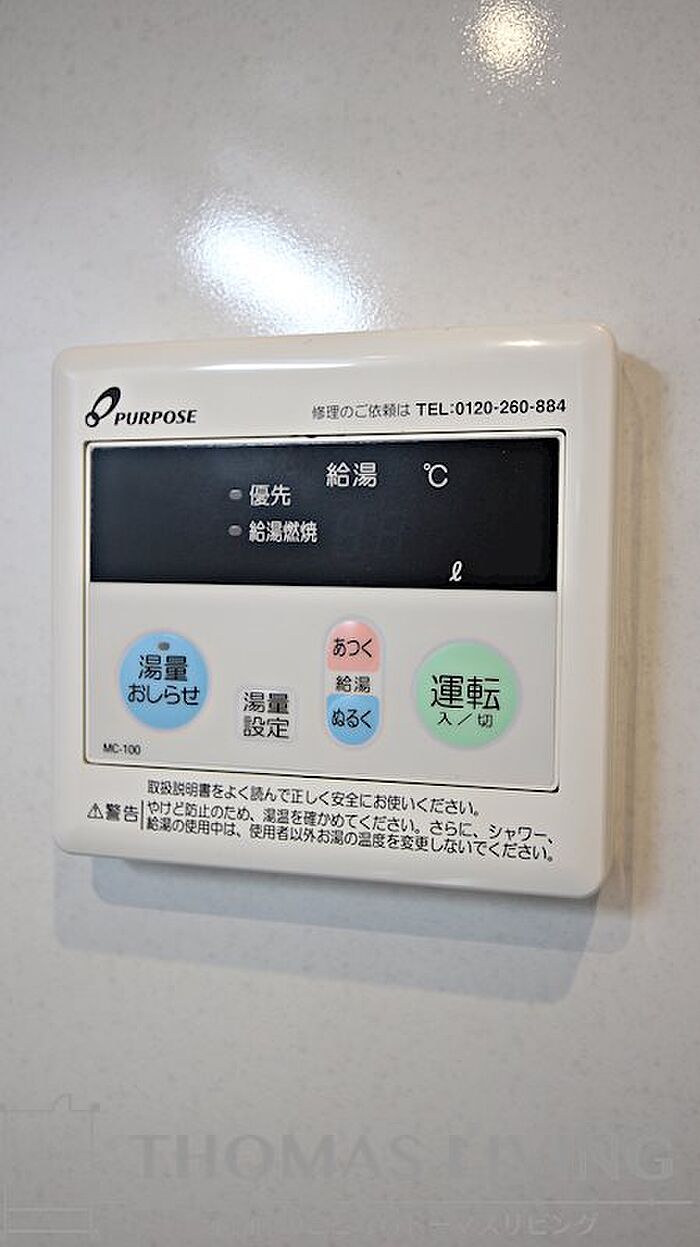 PURPOSE
修理のご依頼は TEL:0120-260-884
給湯 ℃
優先
給湯燃焼
ℓ
湯量
おしらせ
湯量
設定
あつく
給湯
ぬるく
運転
入／切
MC-100
取扱説明書をよく読んで正しく安全にお使いください。
⚠警告 やけど防止のため、湯温を確かめてください。さらに、シャワー、
給湯の使用中は、使用者以外お湯の温度を変更しないでください。
THOMAS LIVING